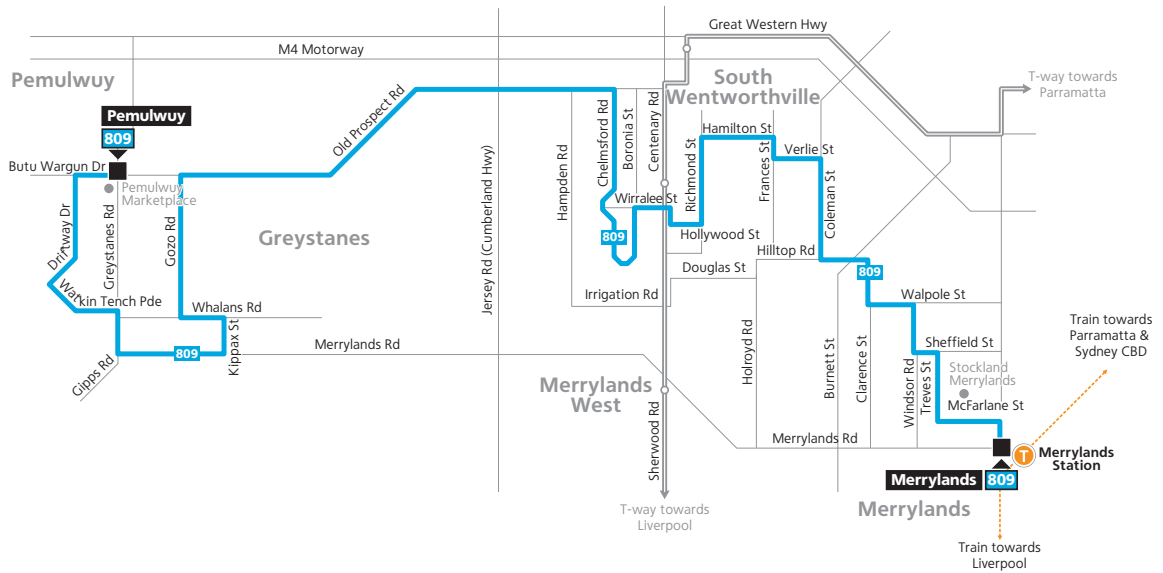 Great Western Hwy
M4 Motorway
Pemulwuy
T-way towards
Parramatta
South
Wentworthville
Pemulwuy
809
Old Prospect Rd
Chelmsford Rd
Boronia St
Centenary Rd
Hamilton St
Richmond St
Frances St
Verlie St
Coleman St
Butu Wargun Dr
Pemulwuy
Marketplace
Hampden Rd
Wirralee St
Driftway Dr
Greystanes Rd
Gozo Rd
Greystanes
Jersey Rd (Cumberland Hwy)
809
Hollywood St
Hilltop Rd
Douglas St
809
Watkin Tench Pde
Whalans Rd
Irrigation Rd
Walpole St
Kippax St
809
Merrylands Rd
Gipps Rd
Holroyd Rd
Burnett St
Clarence St
Windsor Rd
Treves St
Sheffield St
Train towards
Parramatta &
Sydney CBD
Stockland
Merrylands
McFarlane St
Merrylands
West
Sherwood Rd
Merrylands Rd
T
Merrylands
Station
Merrylands
809
Merrylands
T-way towards
Liverpool
Train towards
Liverpool